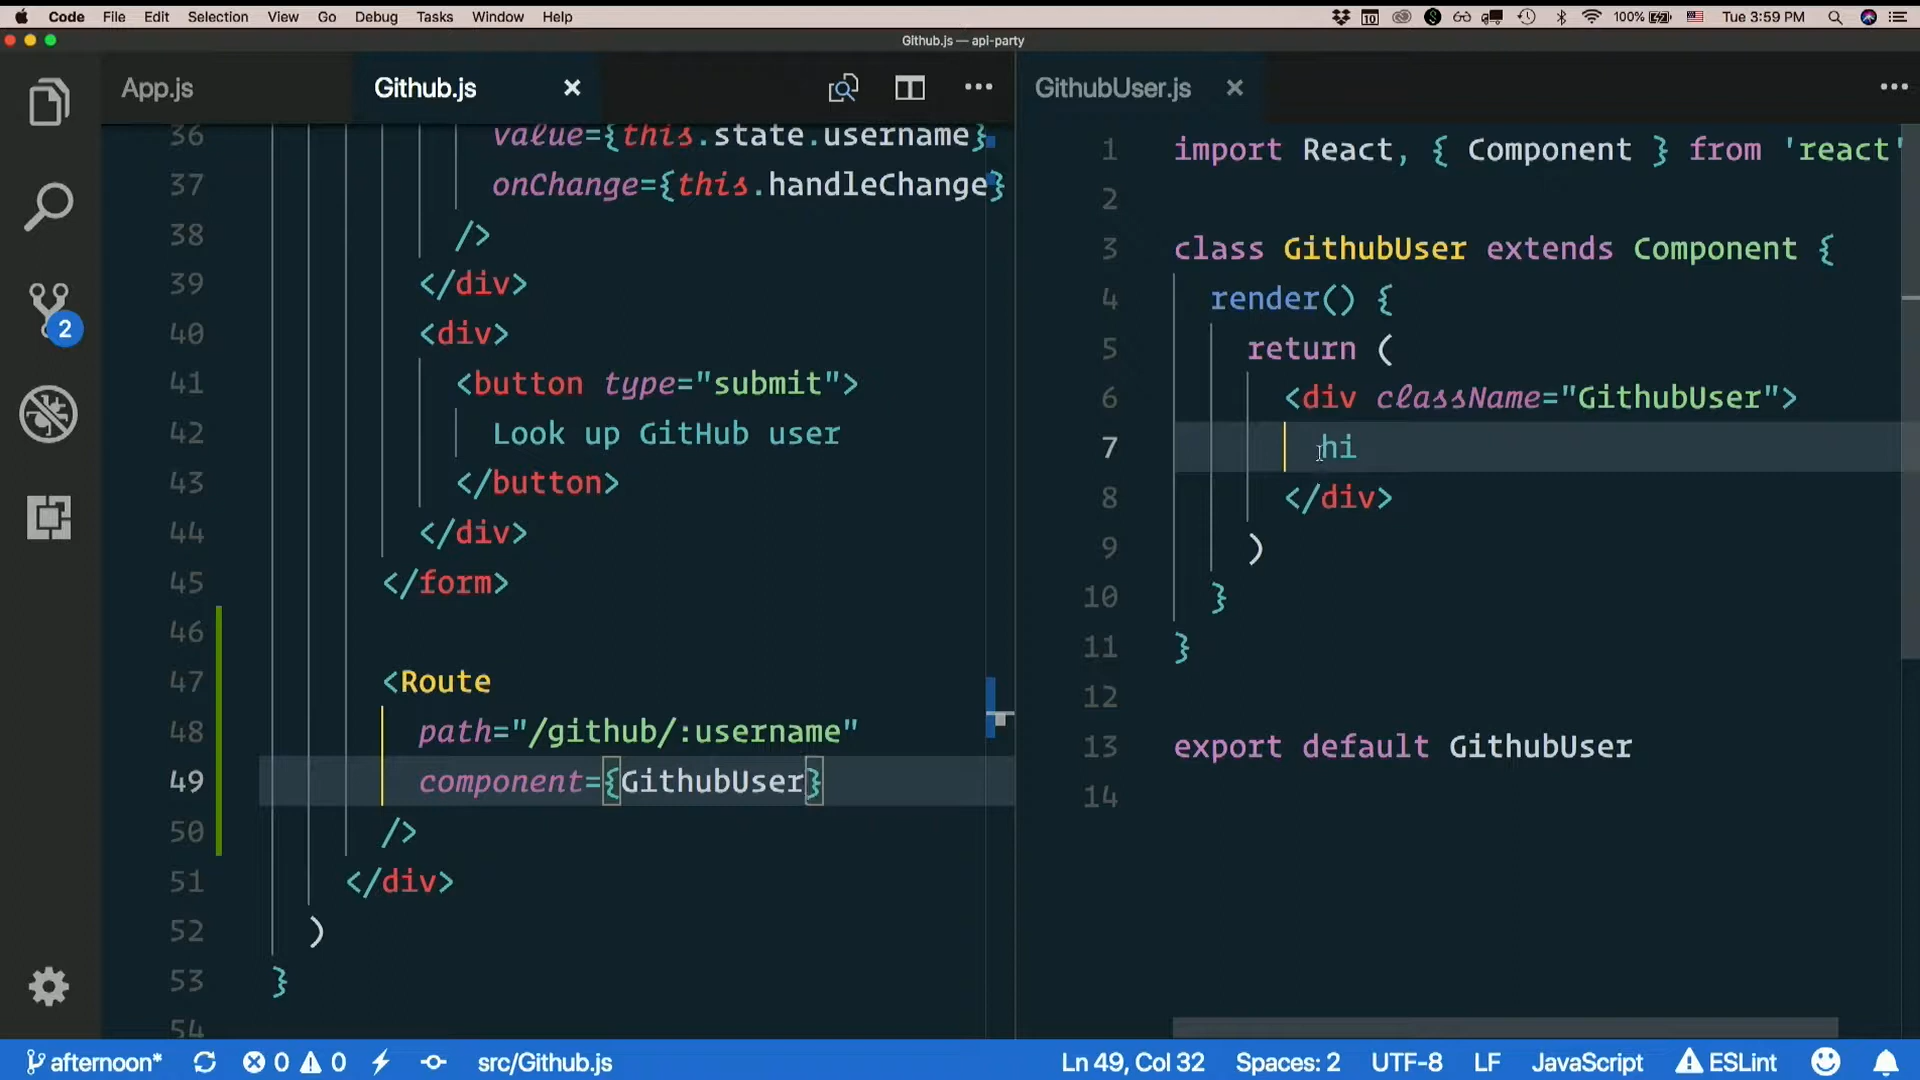 Code File Edit Selection View Go Debug Tasks Window Help 10 S 100% Tue 3:59 PM
Github.js — api-party
App.js Github.js
36 value={this.state.username}
37 onChange={this.handleChange}
38 />
39 </div>
40 <div>
41 <button type="submit">
42 Look up GitHub user
43 </button>
44 </div>
45 </form>
46
47 <Route
48 path="/github/:username"
49 component={GithubUser}
50 />
51 </div>
52 )
53 }
54
2
GithubUser.js
1 import React, { Component } from 'react'
2
3 class GithubUser extends Component {
4 render() {
5 return (
6 <div className="GithubUser">
7 hi
8 </div>
9 )
10 }
11 }
12
13 export default GithubUser
14
afternoon* 0 0 src/Github.js Ln 49, Col 32 Spaces: 2 UTF-8 LF JavaScript ESLint